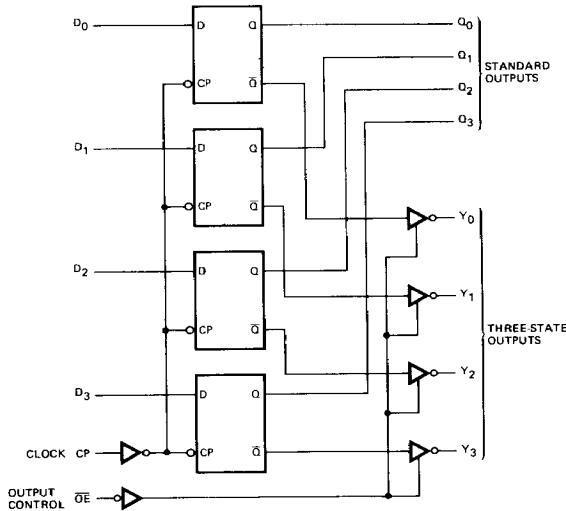 D0 D Q Q0
CP Q̅
Q1
STANDARD OUTPUTS
Q2
Q3
D1 D Q
CP Q̅
Y0
D2 D Q
CP Q̅
Y1
THREE-STATE OUTPUTS
Y2
D3 D Q
CLOCK CP CP Q̅ Y3
OUTPUT CONTROL O̅E̅